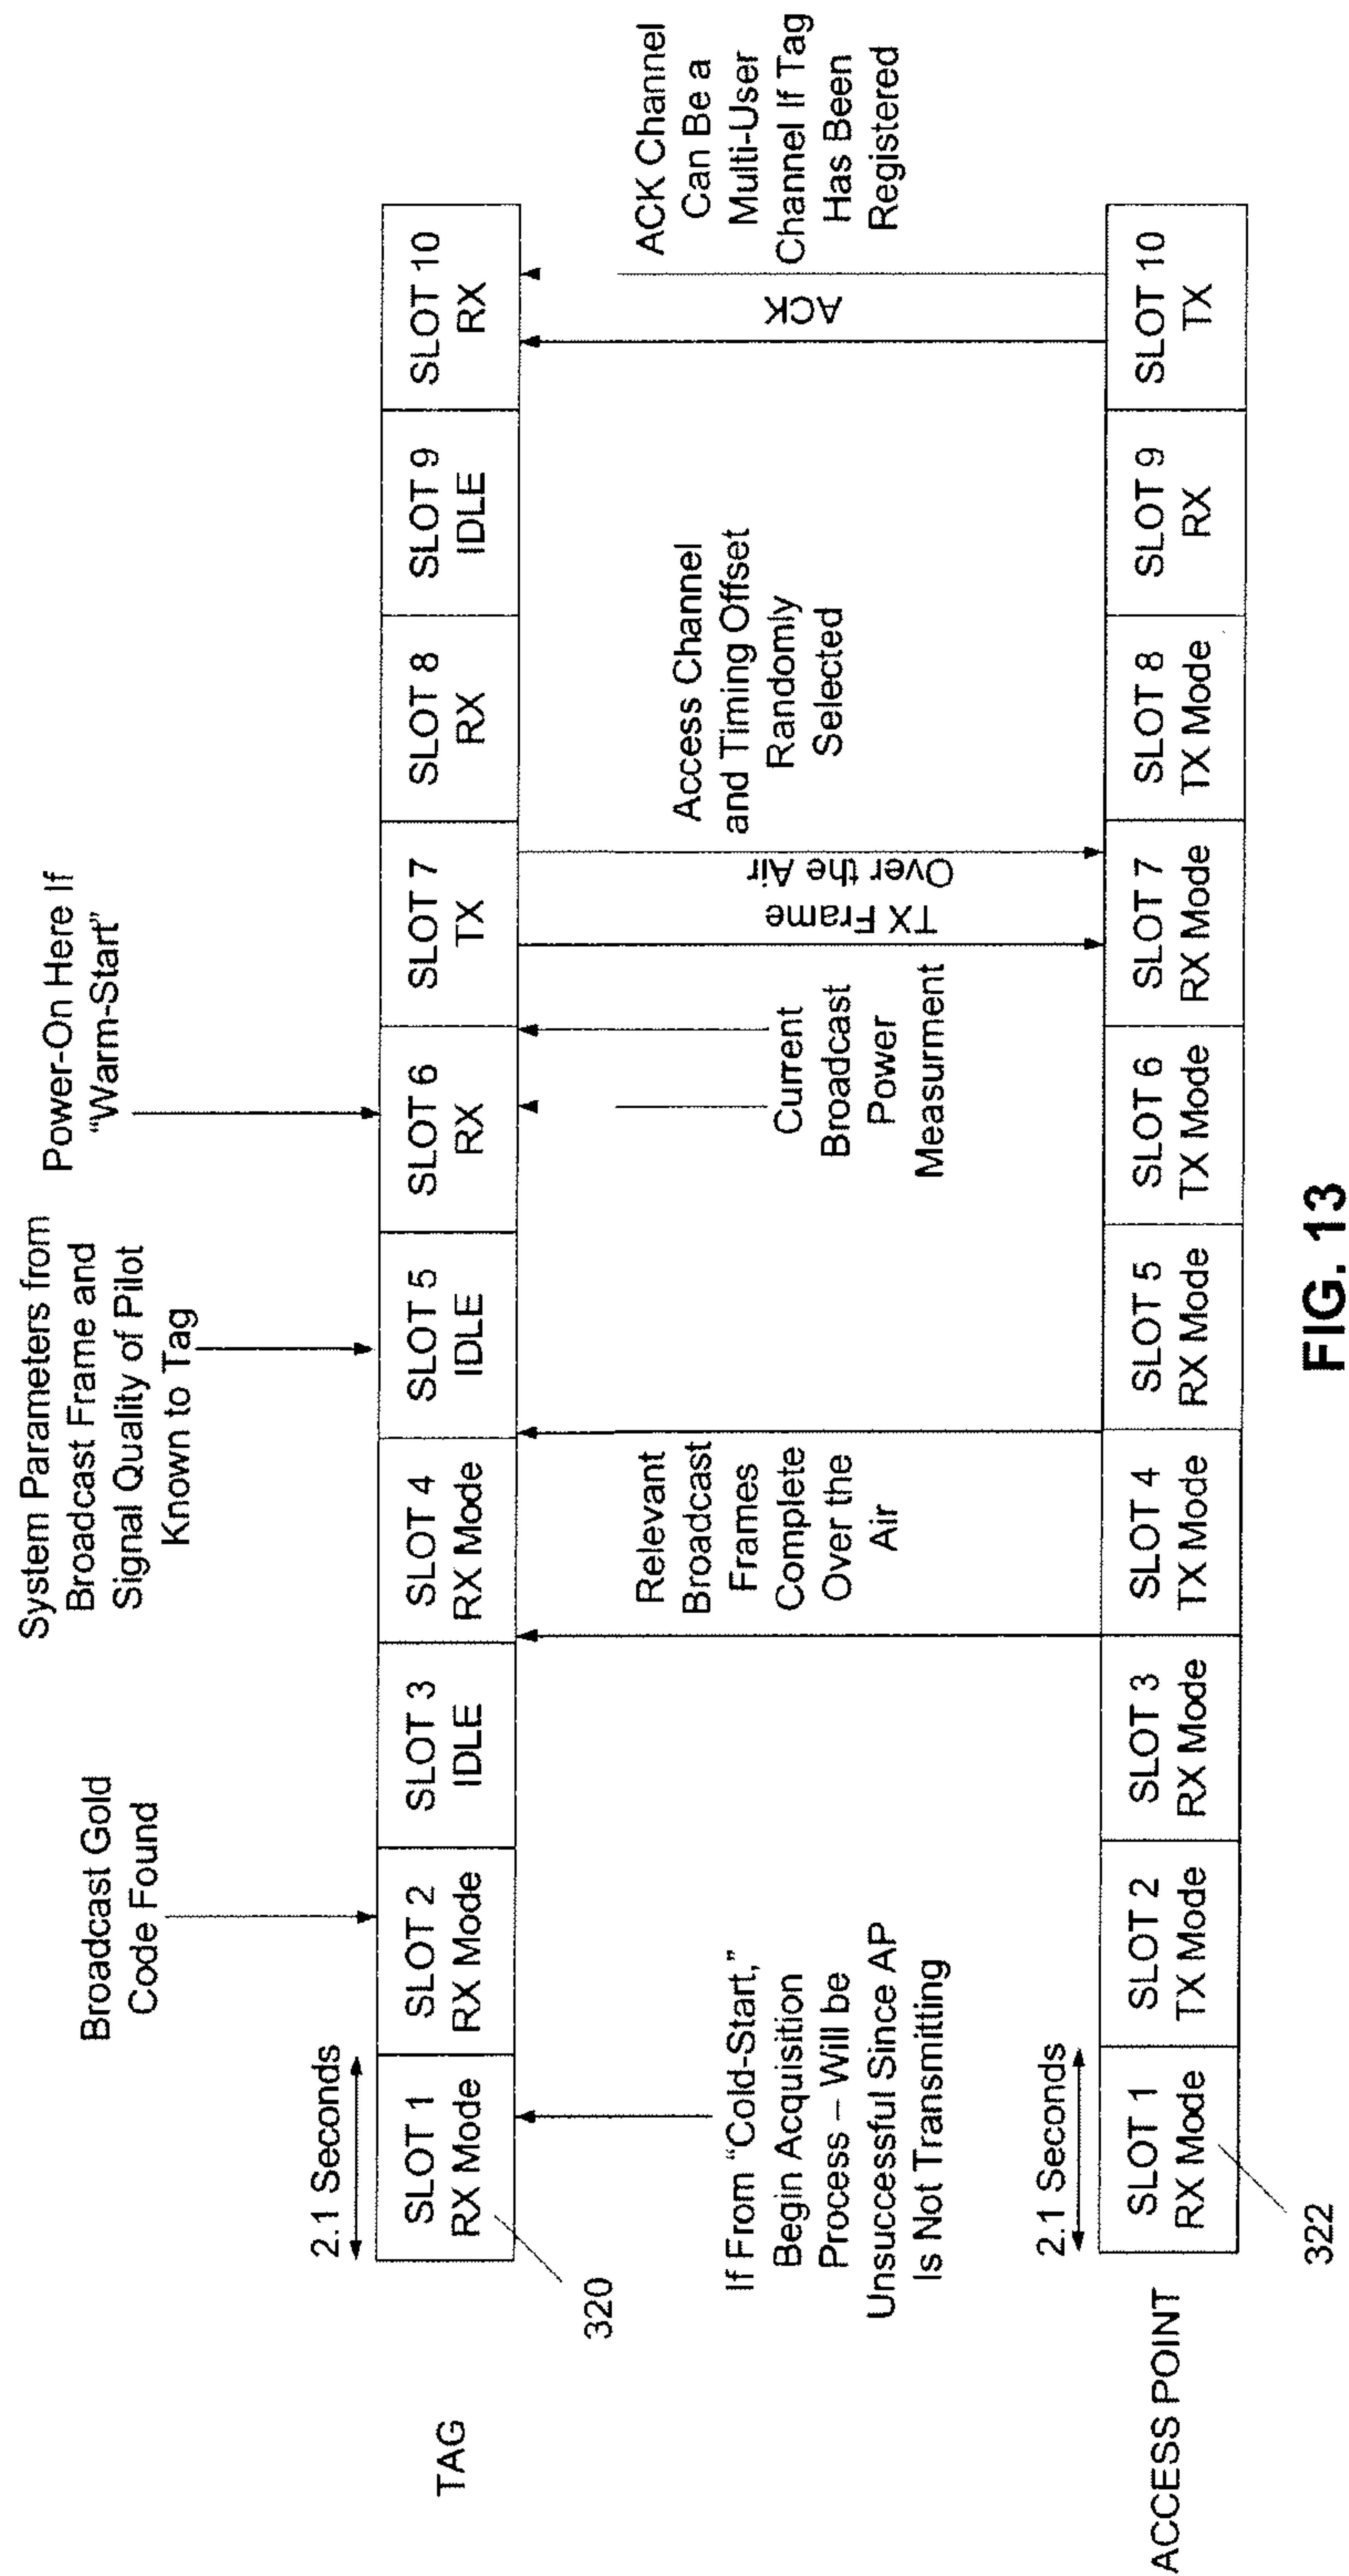 System Parameters from
Broadcast Frame and
Signal Quality of Pilot
Known to Tag
Power-On Here If
"Warm-Start"
Broadcast Gold
Code Found
2.1 Seconds
TAG
SLOT 1
RX Mode
SLOT 2
RX Mode
SLOT 3
IDLE
SLOT 4
RX Mode
SLOT 5
IDLE
SLOT 6
RX
SLOT 7
TX
SLOT 8
RX
SLOT 9
IDLE
SLOT 10
RX
320
If From "Cold-Start,"
Begin Acquisition
Process – Will be
Unsuccessful Since AP
Is Not Transmitting
Relevant
Broadcast
Frames
Complete
Over the
Air
Current
Broadcast
Power
Measurment
TX Frame
Over the Air
Access Channel
and Timing Offset
Randomly
Selected
ACK
ACK Channel
Can Be a
Multi-User
Channel If Tag
Has Been
Registered
2.1 Seconds
ACCESS POINT
SLOT 1
RX Mode
SLOT 2
TX Mode
SLOT 3
RX Mode
SLOT 4
TX Mode
SLOT 5
RX Mode
SLOT 6
TX Mode
SLOT 7
RX Mode
SLOT 8
TX Mode
SLOT 9
RX
SLOT 10
TX
322
FIG. 13